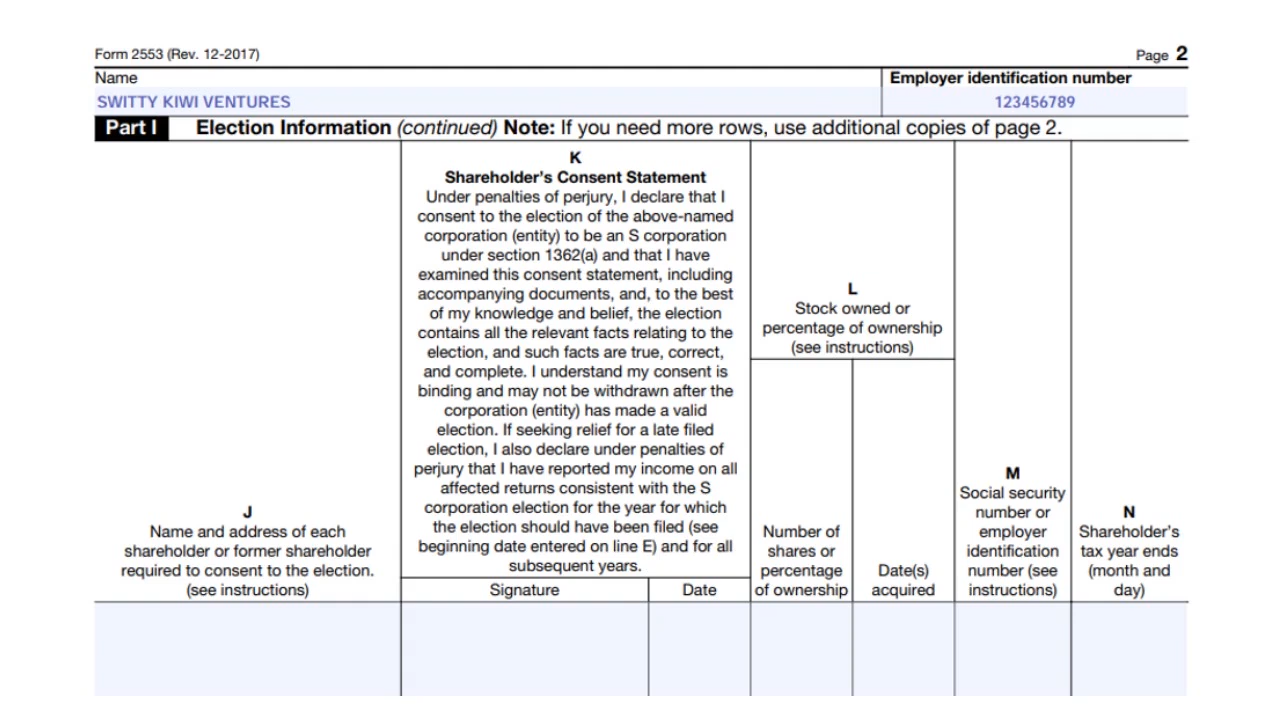 Form 2553 (Rev. 12-2017)
Page 2
Name
Employer identification number
SWITTY KIWI VENTURES
123456789
Part I Election Information (continued) Note: If you need more rows, use additional copies of page 2.
J
Name and address of each
shareholder or former shareholder
required to consent to the election.
(see instructions)
K
Shareholder's Consent Statement
Under penalties of perjury, I declare that I
consent to the election of the above-named
corporation (entity) to be an S corporation
under section 1362(a) and that I have
examined this consent statement, including
accompanying documents, and, to the best
of my knowledge and belief, the election
contains all the relevant facts relating to the
election, and such facts are true, correct,
and complete. I understand my consent is
binding and may not be withdrawn after the
corporation (entity) has made a valid
election. If seeking relief for a late filed
election, I also declare under penalties of
perjury that I have reported my income on all
affected returns consistent with the S
corporation election for the year for which
the election should have been filed (see
beginning date entered on line E) and for all
subsequent years.
Signature
Date
L
Stock owned or
percentage of ownership
(see instructions)
Number of
shares or
percentage
of ownership
Date(s)
acquired
M
Social security
number or
employer
identification
number (see
instructions)
N
Shareholder's
tax year ends
(month and
day)